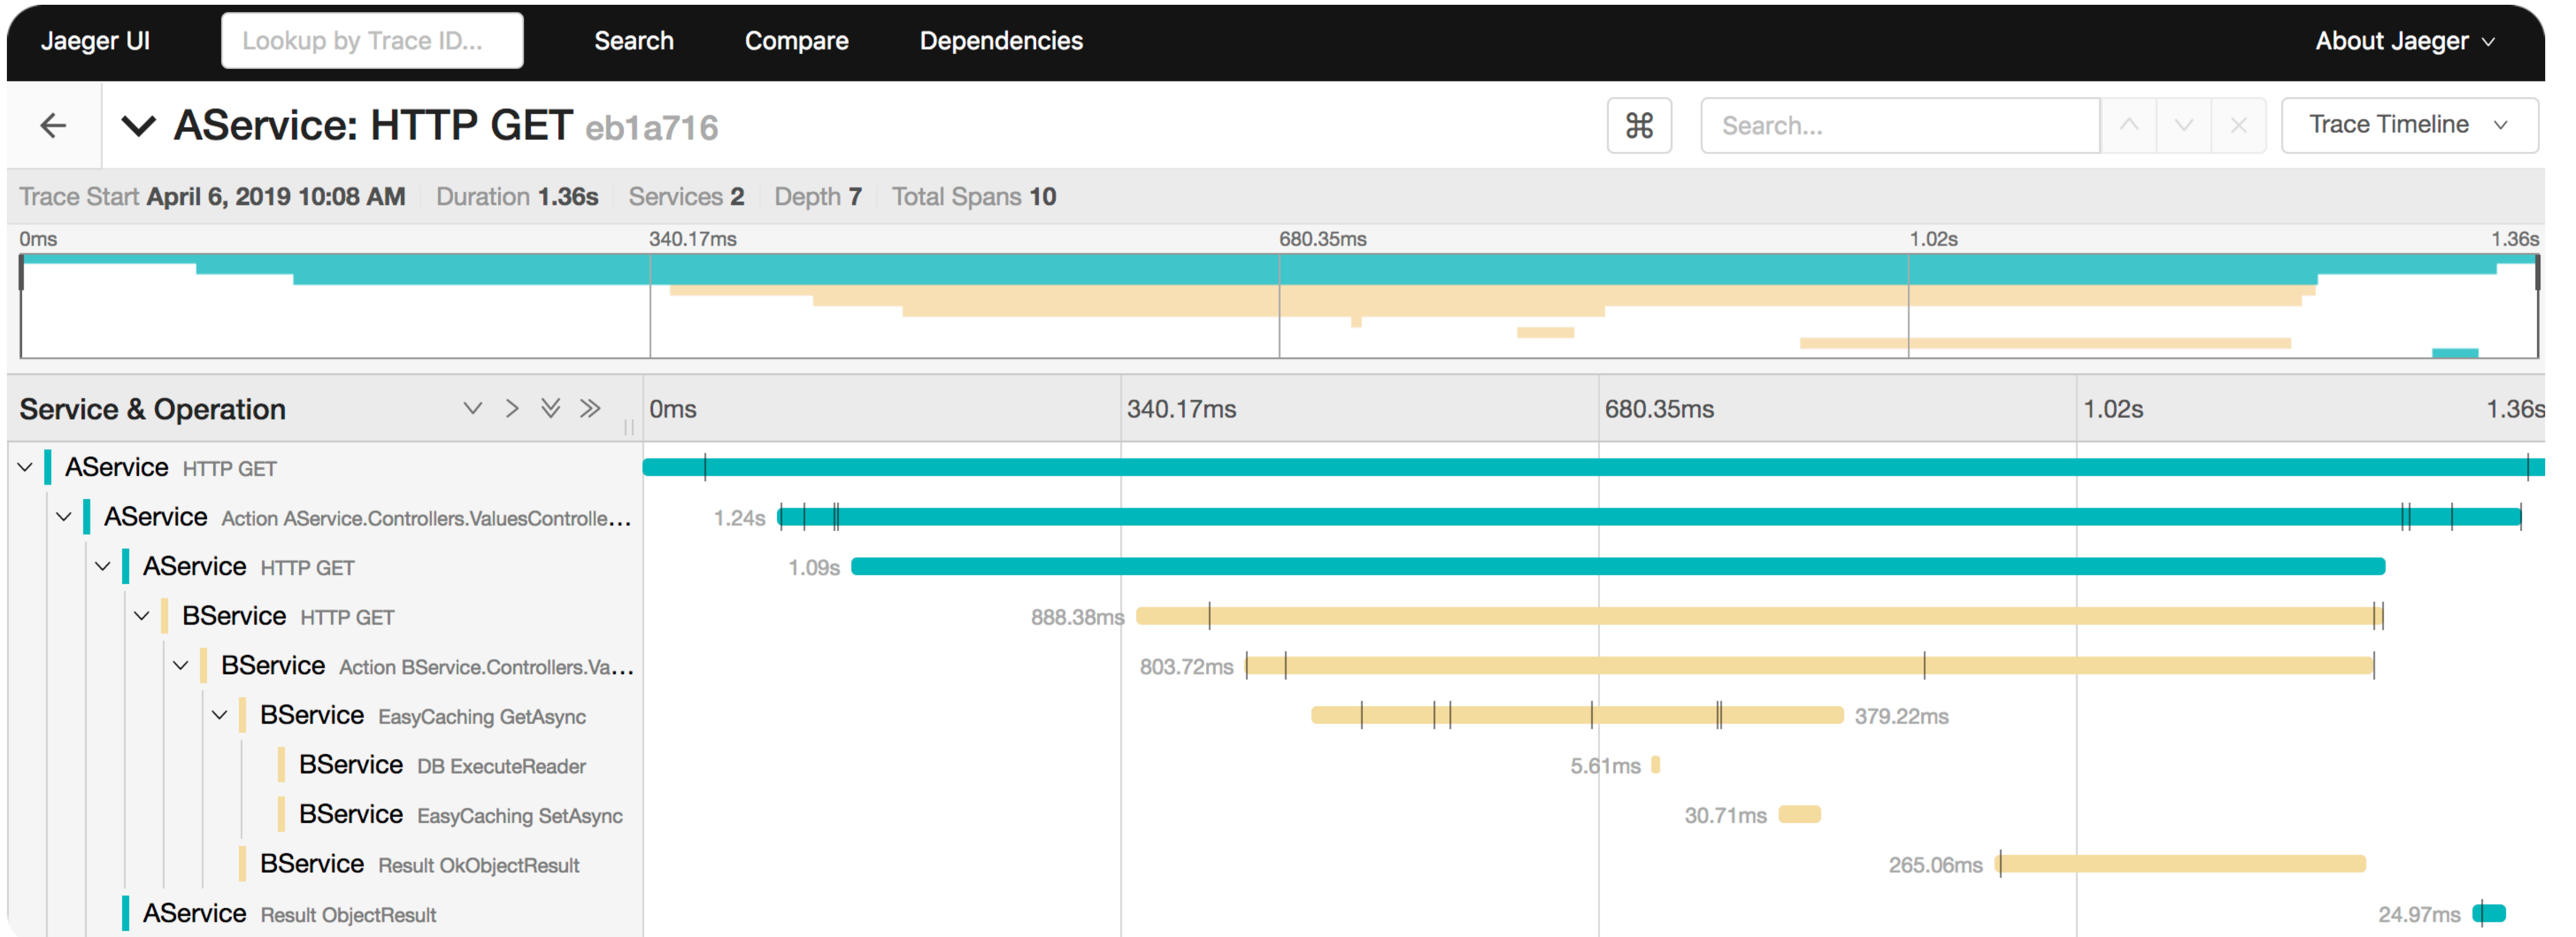 Jaeger UI Lookup by Trace ID... Search Compare Dependencies About Jaeger
AService: HTTP GET eb1a716 ⌘ Search... Trace Timeline
Trace Start April 6, 2019 10:08 AM Duration 1.36s Services 2 Depth 7 Total Spans 10
0ms 340.17ms 680.35ms 1.02s 1.36s
Service & Operation 0ms 340.17ms 680.35ms 1.02s 1.36s
AService HTTP GET
AService Action AService.Controllers.ValuesControlle... 1.24s
AService HTTP GET 1.09s
BService HTTP GET 888.38ms
BService Action BService.Controllers.Va... 803.72ms
BService EasyCaching GetAsync 379.22ms
BService DB ExecuteReader 5.61ms
BService EasyCaching SetAsync 30.71ms
BService Result OkObjectResult 265.06ms
AService Result ObjectResult 24.97ms